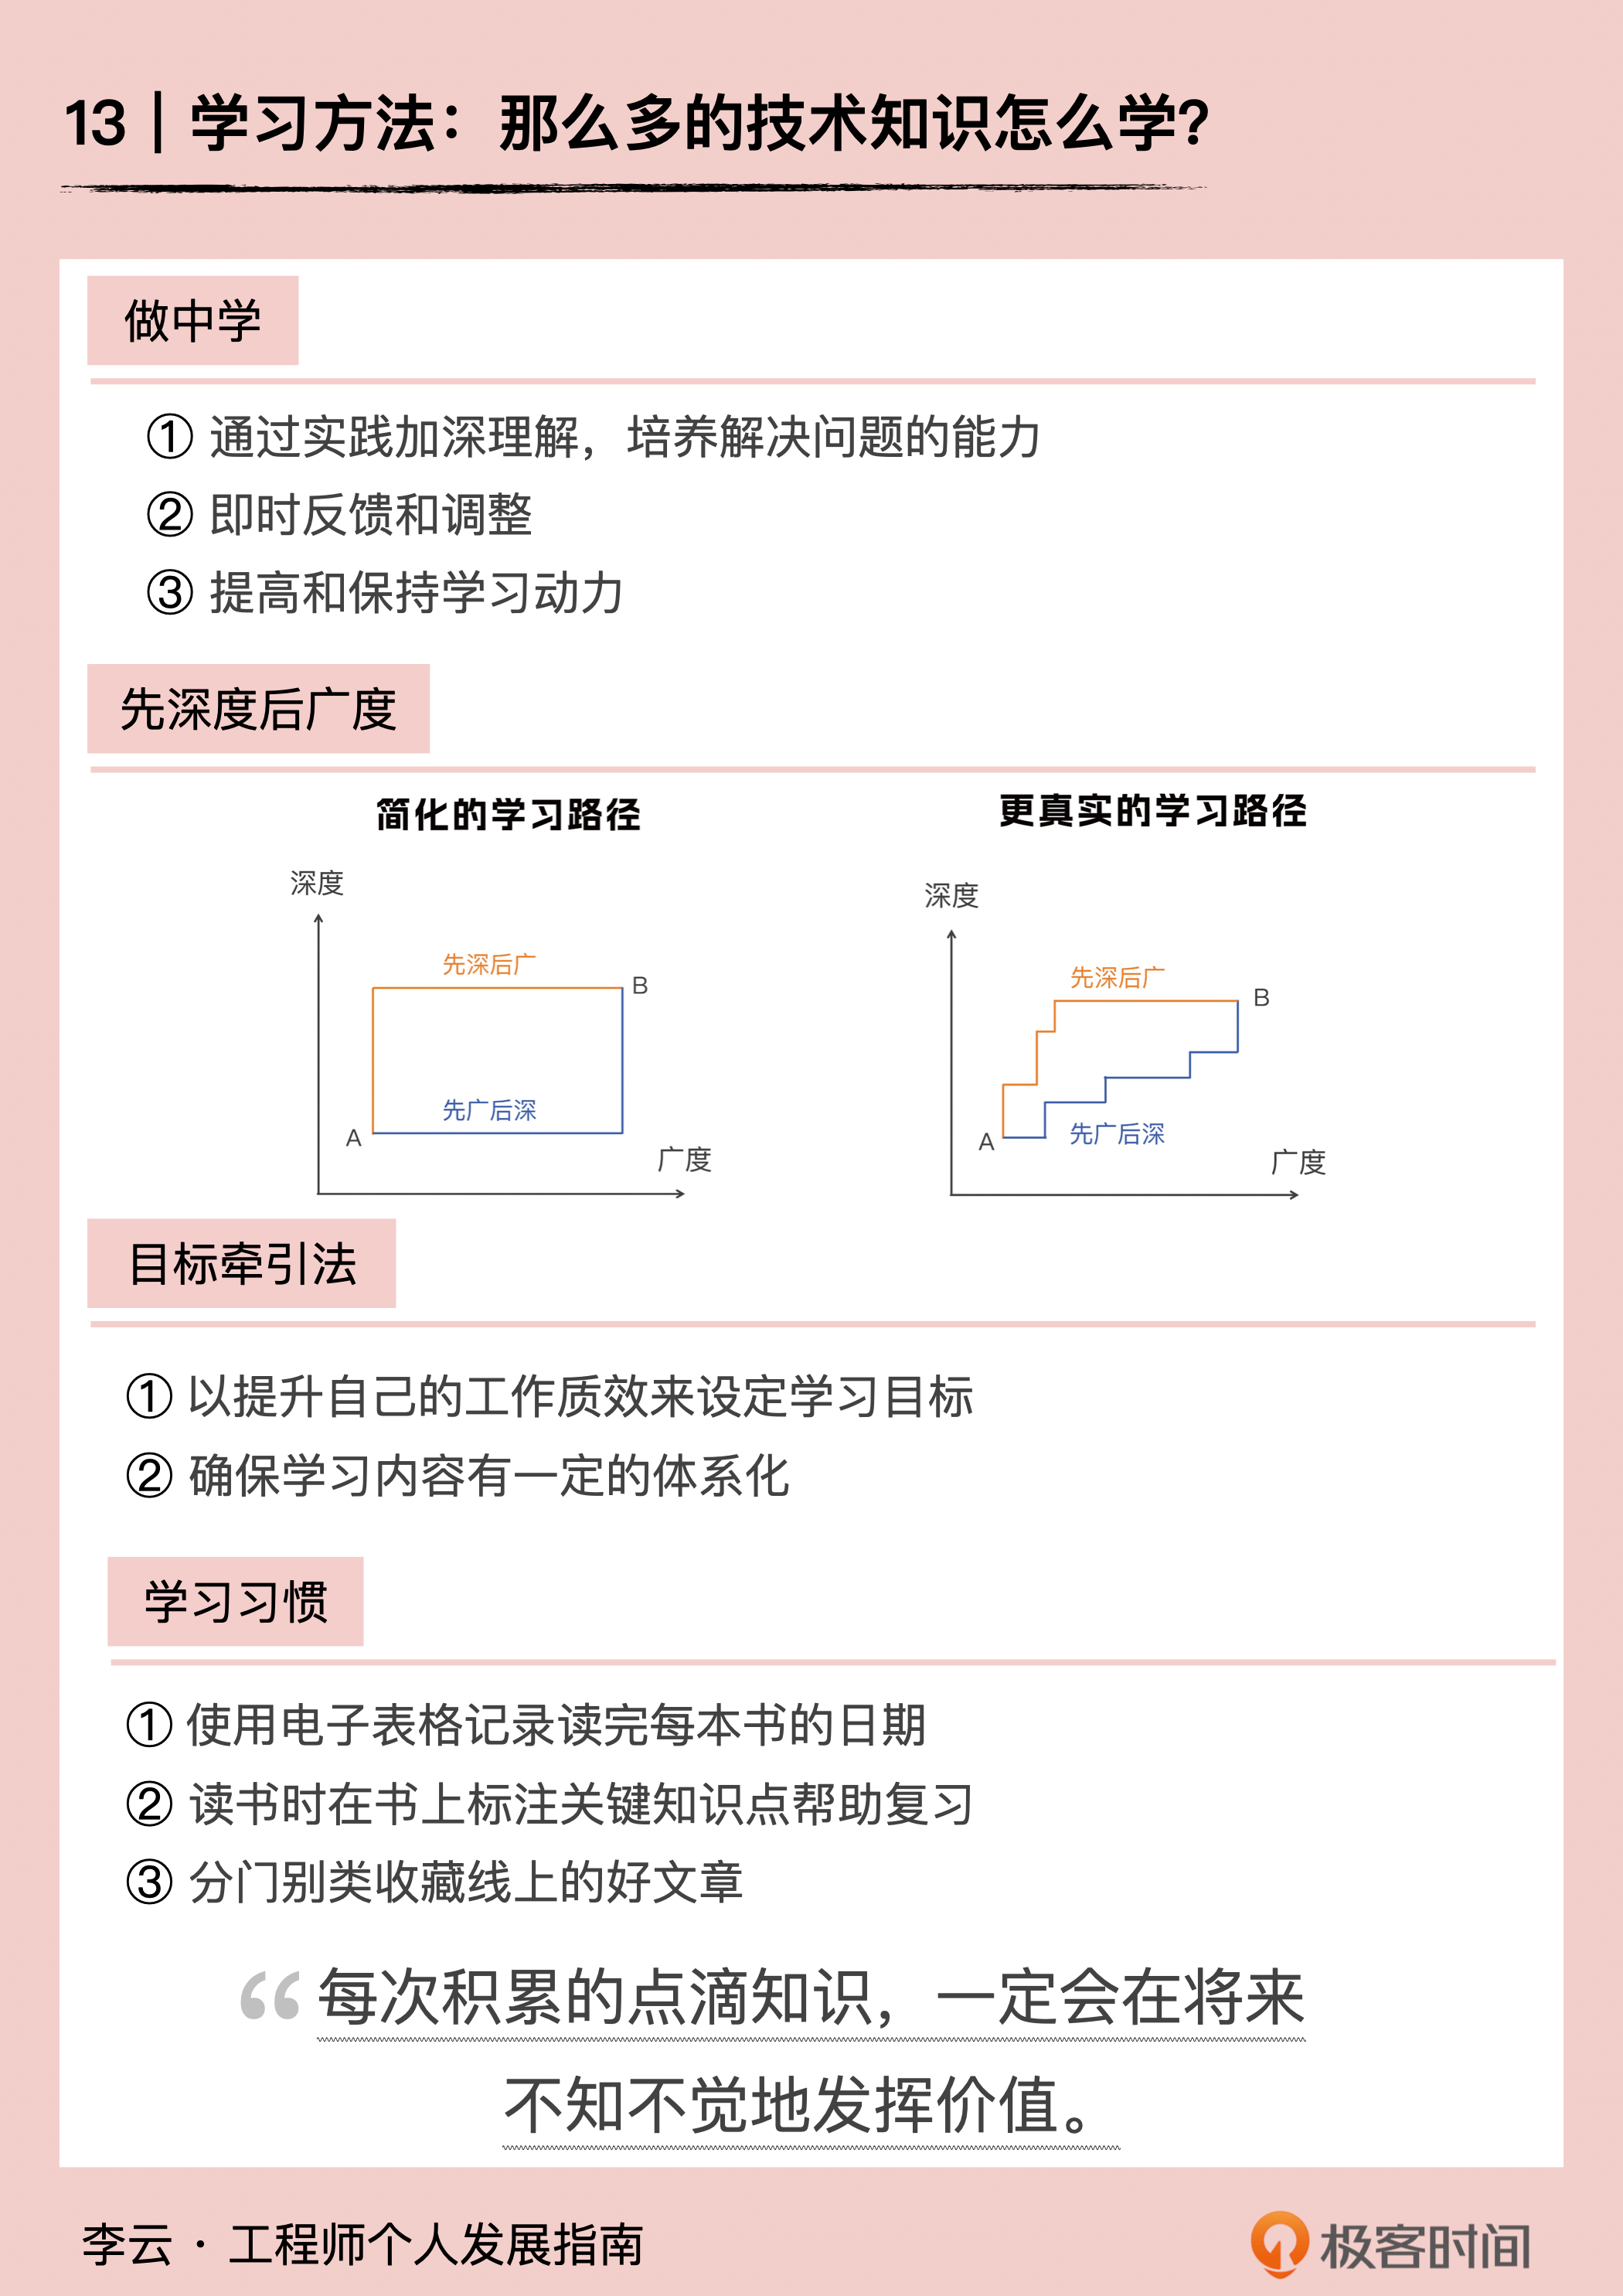 13｜学习方法：那么多的技术知识怎么学?
做中学
① 通过实践加深理解，培养解决问题的能力
② 即时反馈和调整
③ 提高和保持学习动力
先深度后广度
简化的学习路径
深度
先深后广
B
先广后深
A
广度
更真实的学习路径
深度
先深后广
B
先广后深
A
广度
目标牵引法
① 以提升自己的工作质效来设定学习目标
② 确保学习内容有一定的体系化
学习习惯
① 使用电子表格记录读完每本书的日期
② 读书时在书上标注关键知识点帮助复习
③ 分门别类收藏线上的好文章
“每次积累的点滴知识，一定会在将来
不知不觉地发挥价值。
李云 · 工程师个人发展指南
极客时间